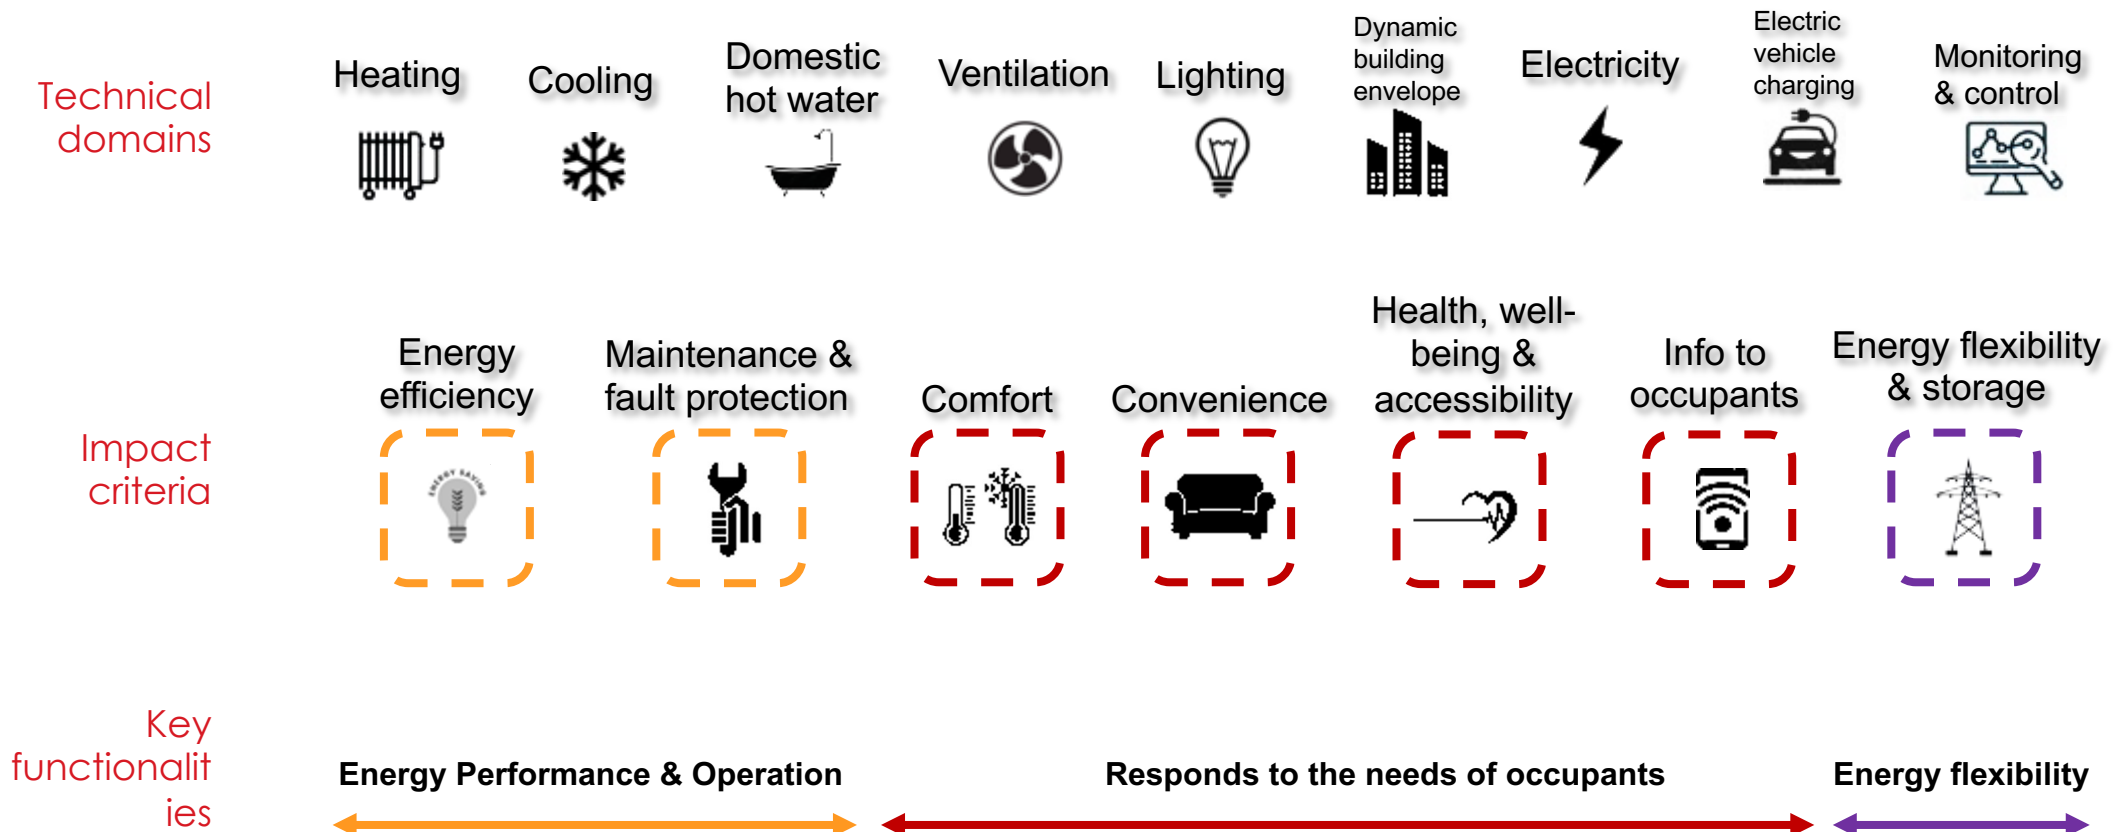 Technical
domains
Heating
Cooling
Domestic
hot water
Ventilation
Lighting
Dynamic
building
envelope
Electricity
Electric
vehicle
charging
Monitoring
& control
Impact
criteria
Energy
efficiency
ENERGY SAVING
Maintenance &
fault protection
Comfort
Convenience
Health, well-
being &
accessibility
Info to
occupants
Energy flexibility
& storage
Key
functionalit
ies
Energy Performance & Operation
Responds to the needs of occupants
Energy flexibility